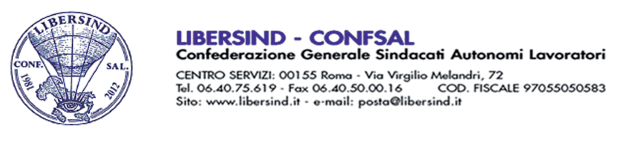 LIBERSIND
CONF. SAL.
1981 2012
LIBERSIND - CONFSAL
Confederazione Generale Sindacati Autonomi Lavoratori
CENTRO SERVIZI: 00155 Roma - Via Virgilio Melandri, 72
Tel. 06.40.75.619 - Fax 06.40.50.00.16 COD. FISCALE 97055050583
Sito: www.libersind.it - e-mail: posta@libersind.it